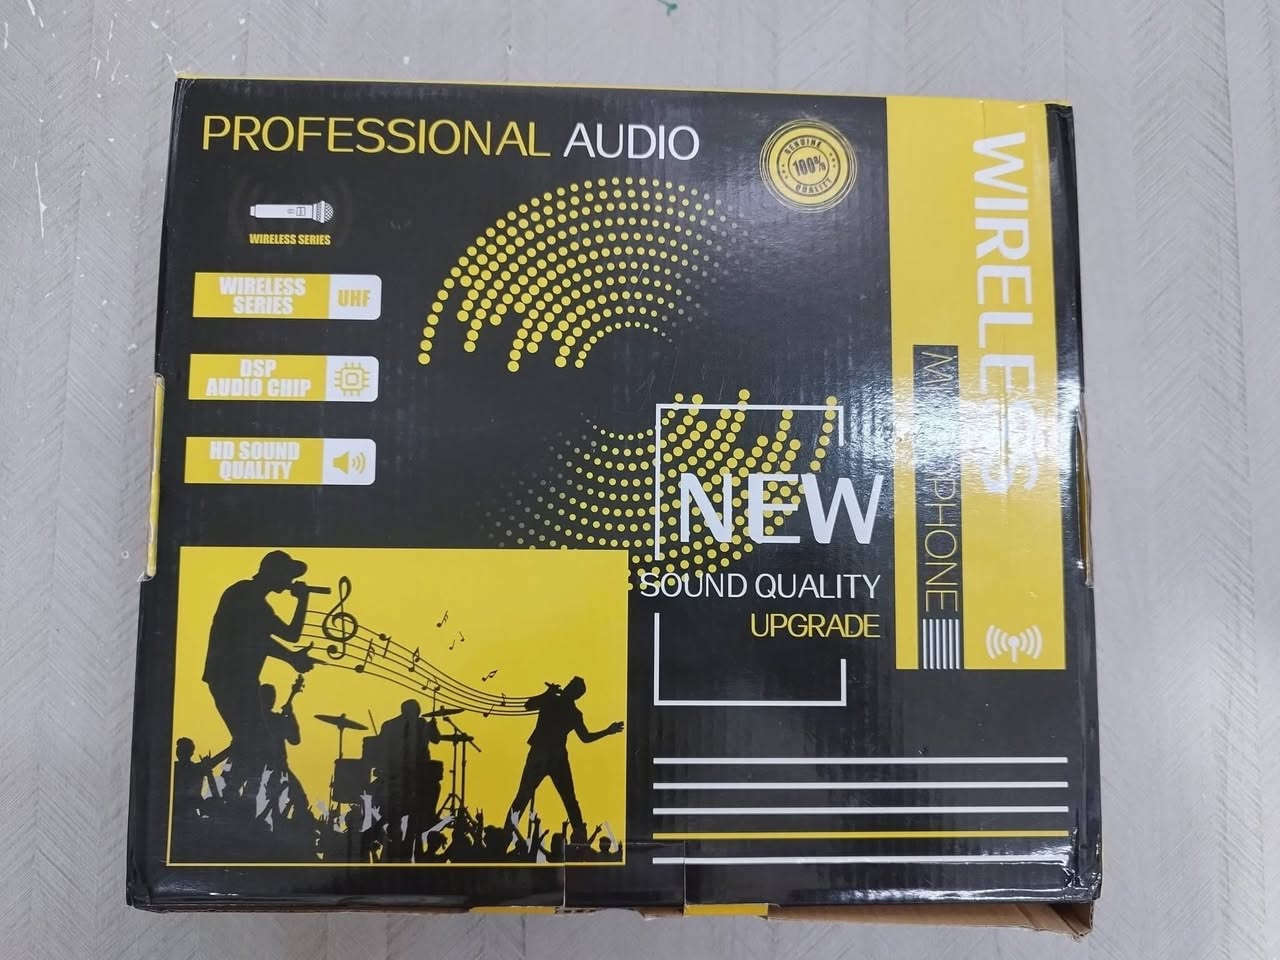 PROFESSIONAL AUDIO
GENUINE
100%
QUALITY
WIRELESS SERIES
WIRELESS
SERIES
UHF
DSP
AUDIO CHIP
HD SOUND
QUALITY
NEW
SOUND QUALITY
UPGRADE
WIRELESS
MICROPHONE